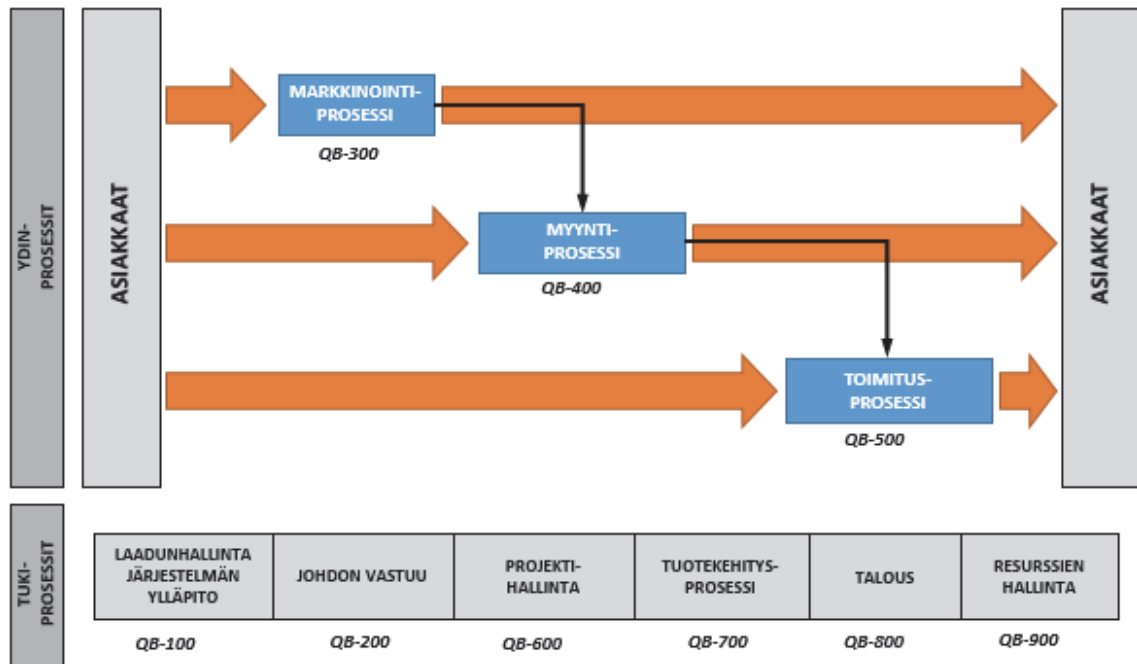 YDIN-
PROSESSIT
ASIAKKAAT
MARKKINOINTI-
PROSESSI
QB-300
MYYNTI-
PROSESSI
QB-400
TOIMITUS-
PROSESSI
QB-500
ASIAKKAAT
TUKI-
PROSESSIT
LAADUNHALLINTA
JÄRJESTELMÄN
YLLÄPITO
QB-100
JOHDON VASTUU
QB-200
PROJEKTI-
HALLINTA
QB-600
TUOTEKEHITYS-
PROSESSI
QB-700
TALOUS
QB-800
RESURSSIEN
HALLINTA
QB-900